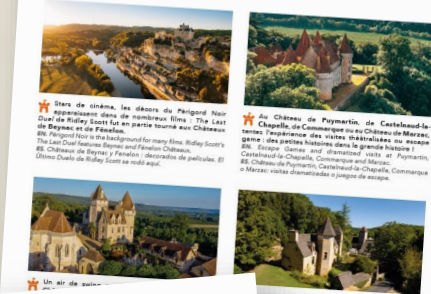 Stars de cinéma, les décors du Périgord Noir
apparaissent dans de nombreux films : The Last
Duel de Ridley Scott fut en partie tourné aux Châteaux
de Beynac et de Fénelon.
EN. Périgord Noir is the background for many films. Ridley Scott's
The Last Duel features Beynac and Fénelon Châteaux.
ES. Châteaux de Beynac y Fénelon : decorados de películas. El
Último Duelo de Ridley Scott se rodó aquí.
Au Château de Puymartin, de Castelnaud-la-
Chapelle, de Commarque ou au Château de Marzac,
tentez l'expérience des visites théâtralisées ou escape
game : des petites histoires dans la grande histoire !
EN. Escape Games and dramatized visits at Puymartin,
Castelnaud-la-Chapelle, Commarque and Marzac.
ES. Château de Puymartin, Castelnaud-la-Chapelle, Commarque
o Marzac: visitas dramatizadas o juegos de escape.
Un air de swing